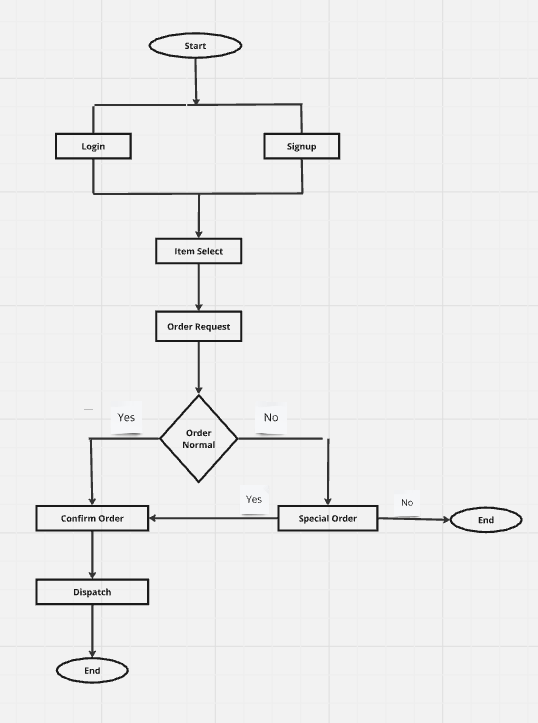 Start
Login
Signup
Item Select
Order Request
Yes
No
Order
Normal
Yes
No
Confirm Order
Special Order
End
Dispatch
End